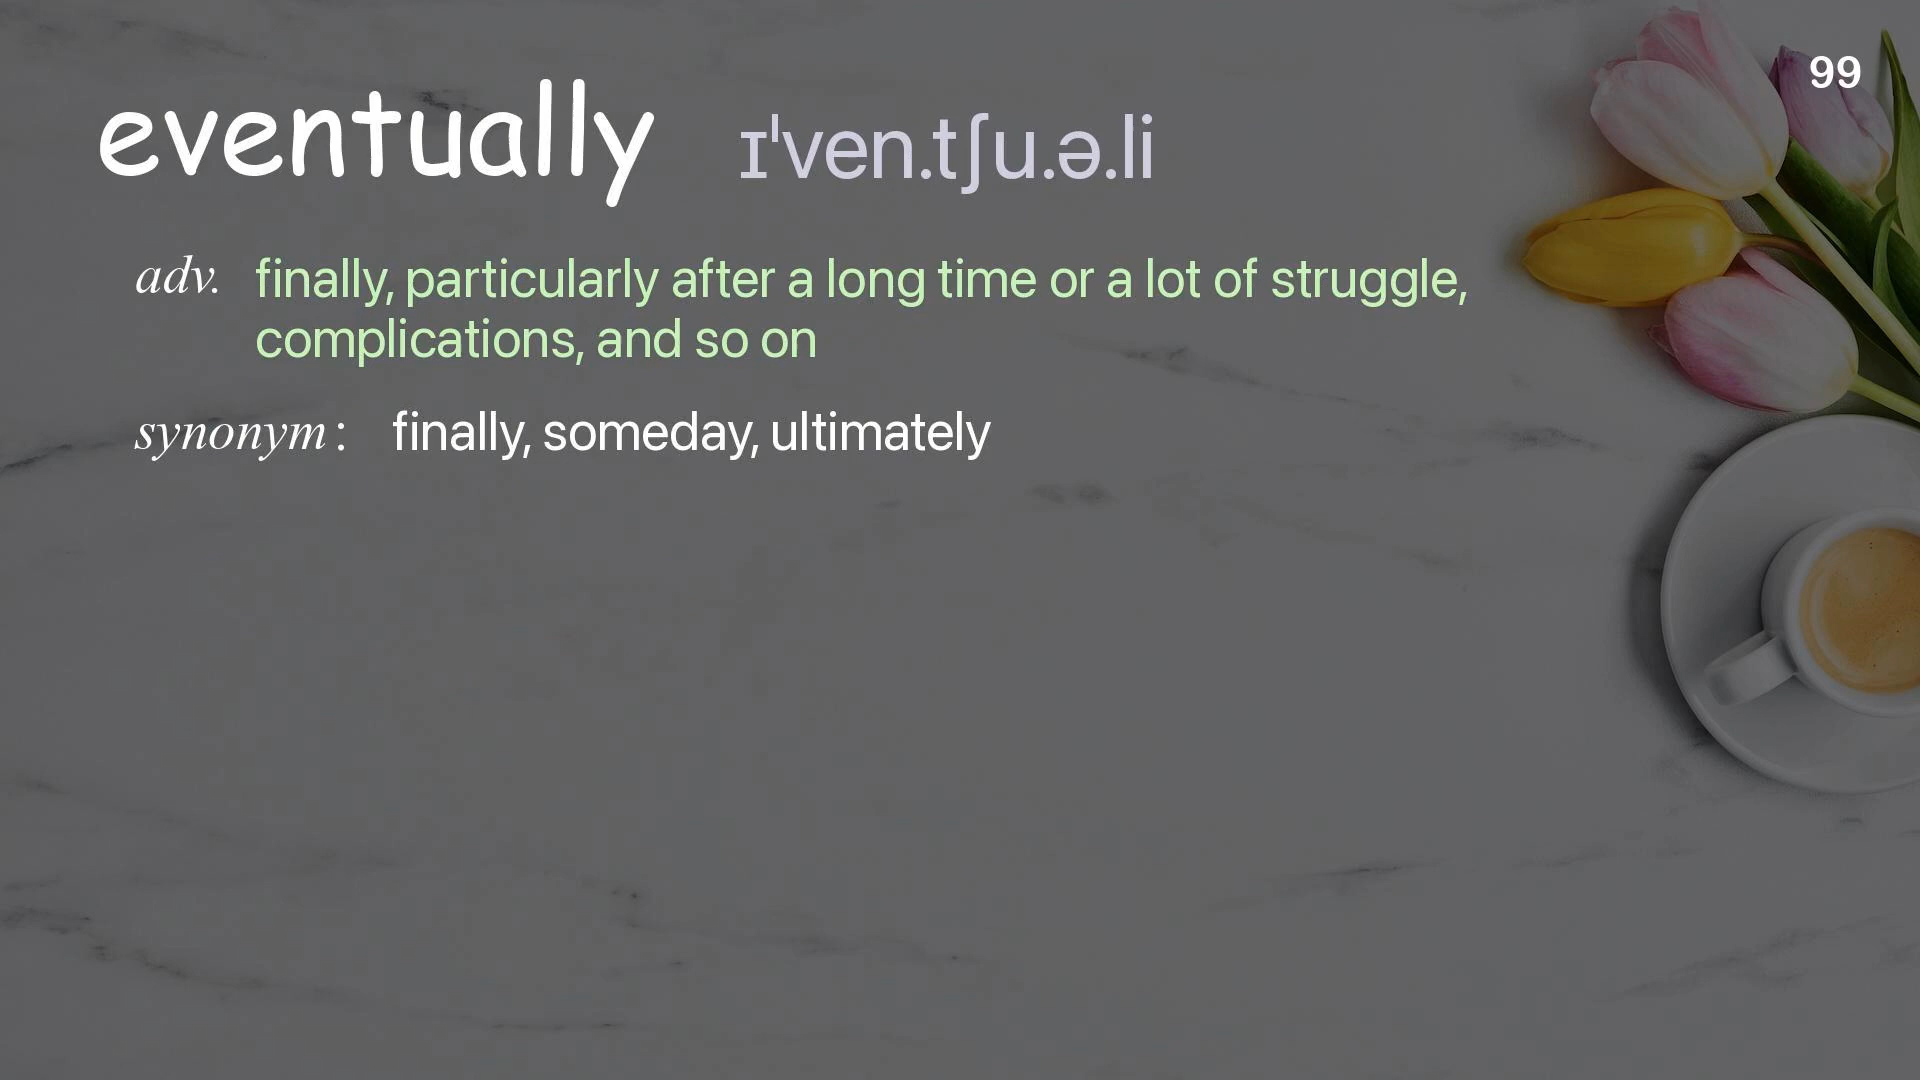 99
eventually ɪˈven.tʃu.ə.li
adv. finally, particularly after a long time or a lot of struggle,
complications, and so on
synonym : finally, someday, ultimately